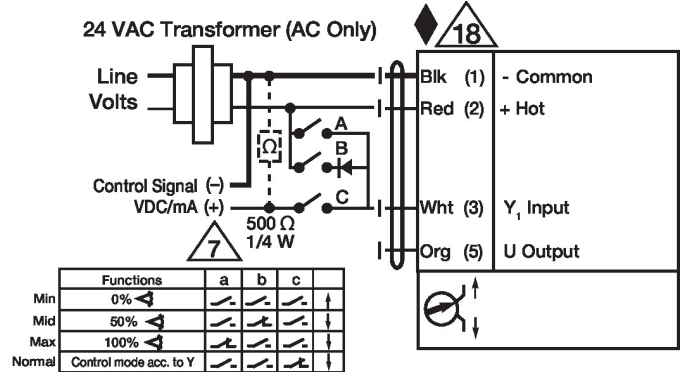 24 VAC Transformer (AC Only)
18
Line
Volts
Blk (1) - Common
Red (2) + Hot
A
Ω
B
Control Signal (–)
VDC/mA (+)
C
Wht (3) Y1 Input
500 Ω
1/4 W
7
Org (5) U Output
Functions a b c
Min 0%
Mid 50%
Max 100%
Normal Control mode acc. to Y